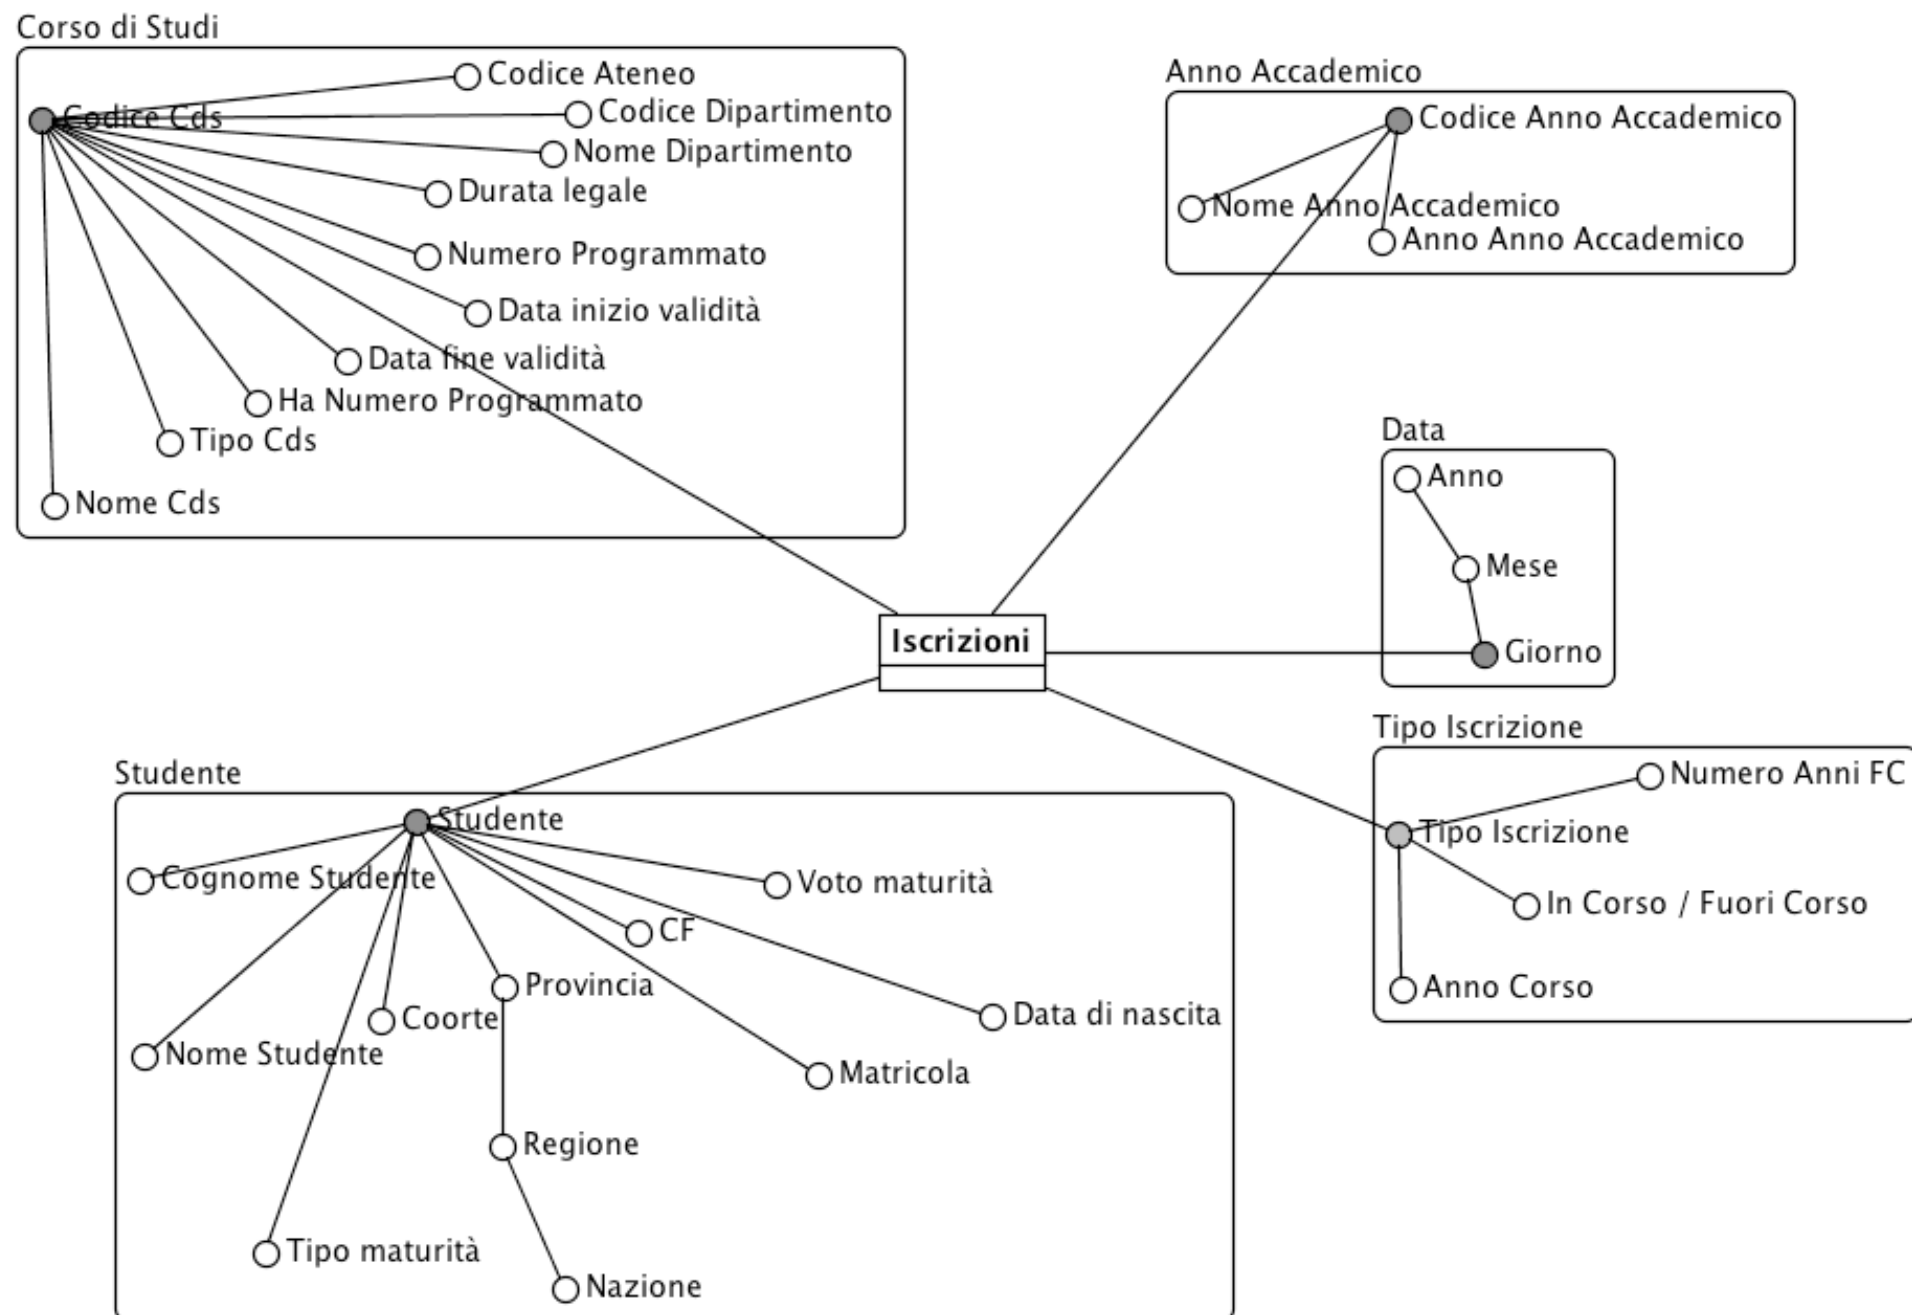 Corso di Studi
Codice Ateneo
Codice Cds
Codice Dipartimento
Nome Dipartimento
Durata legale
Numero Programmato
Data inizio validità
Data fine validità
Ha Numero Programmato
Tipo Cds
Nome Cds
Anno Accademico
Codice Anno Accademico
Nome Anno Accademico
Anno Anno Accademico
Data
Anno
Mese
Giorno
Iscrizioni
Tipo Iscrizione
Numero Anni FC
Tipo Iscrizione
In Corso / Fuori Corso
Anno Corso
Studente
Studente
Cognome Studente
Voto maturità
CF
Provincia
Coorte
Data di nascita
Nome Studente
Matricola
Regione
Tipo maturità
Nazione